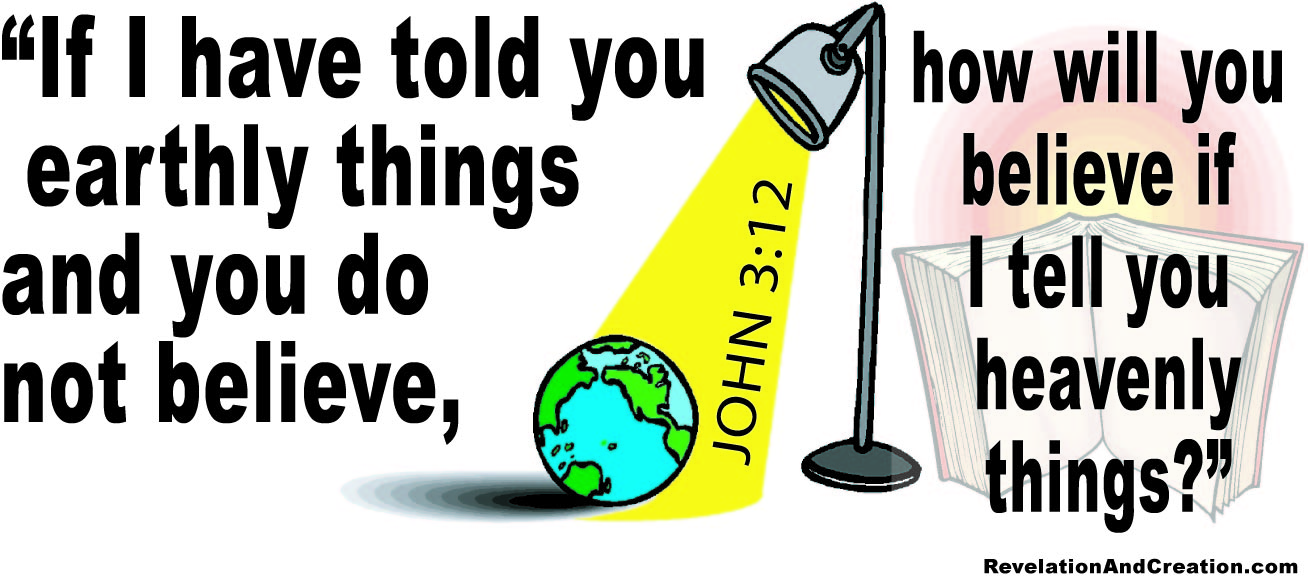 “If I have told you
earthly things
and you do
not believe,
JOHN 3:12
how will you
believe if
I tell you
heavenly
things?”
RevelationAndCreation.com